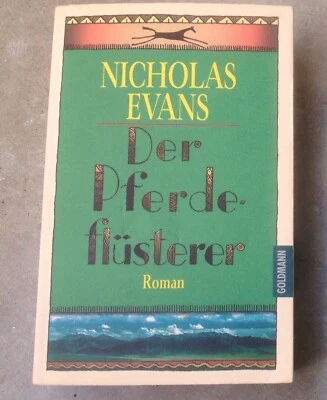 NICHOLAS
EVANS
Der
Pferde-
flüsterer
Roman
GOLDMANN